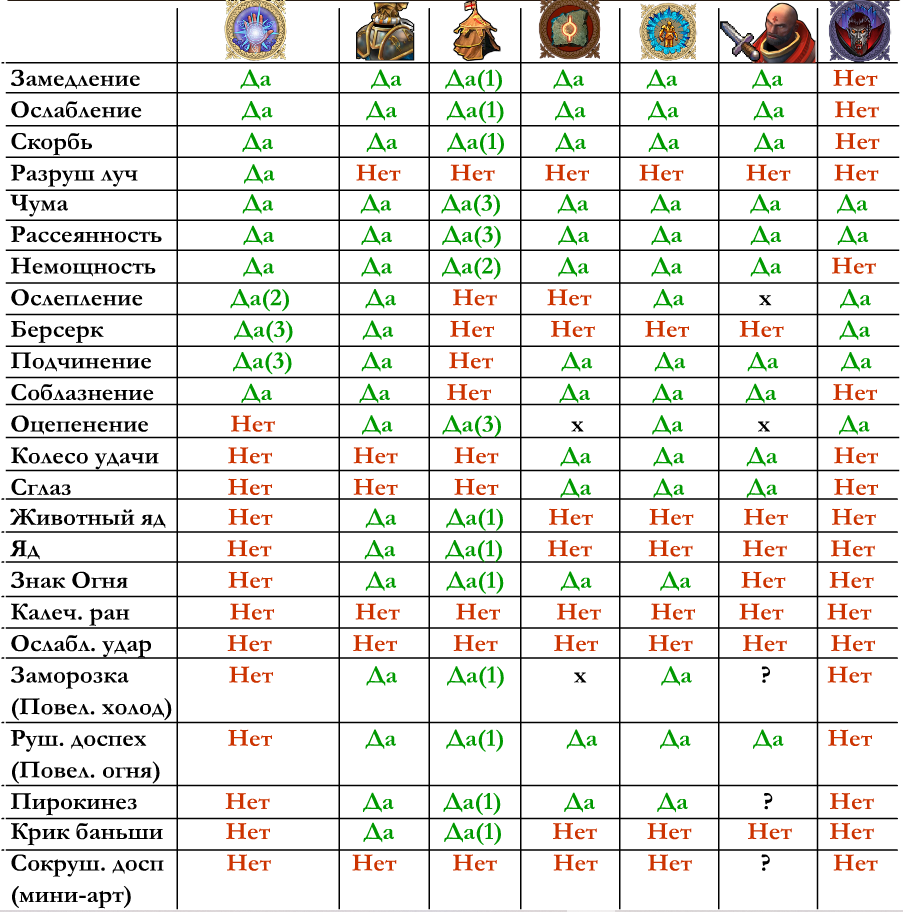 Замедление Да Да Да(1) Да Да Да Нет
Ослабление Да Да Да(1) Да Да Да Нет
Скорбь Да Да Да(1) Да Да Да Нет
Разруш луч Да Нет Нет Нет Нет Нет Нет
Чума Да Да Да(3) Да Да Да Да
Рассеянность Да Да Да(3) Да Да Да Да
Немощность Да Да Да(2) Да Да Да Нет
Ослепление Да(2) Да Нет Нет Да x Да
Берсерк Да(3) Да Нет Нет Нет Нет Да
Подчинение Да(3) Да Нет Да Да Да Да
Соблазнение Да Да Нет Да Да Да Нет
Оцепенение Нет Да Да(3) x Да x Да
Колесо удачи Нет Нет Нет Да Да Да Нет
Сглаз Нет Нет Нет Да Да Да Нет
Животный яд Нет Да Да(1) Нет Нет Нет Нет
Яд Нет Да Да(1) Нет Нет Нет Нет
Знак Огня Нет Да Да(1) Да Да Нет Нет
Калеч. ран Нет Нет Нет Нет Нет Нет Нет
Ослабл. удар Нет Нет Нет Нет Нет Нет Нет
Заморозка Нет Да Да(1) x Да ? Нет
(Повел. холод)
Руш. доспех Нет Да Да(1) Да Да Да Нет
(Повел. огня)
Пирокинез Нет Да Да(1) Да Да ? Нет
Крик баньши Нет Да Да(1) Нет Нет Нет Нет
Сокруш. досп Нет Нет Нет Нет Нет ? Нет
(мини-арт)